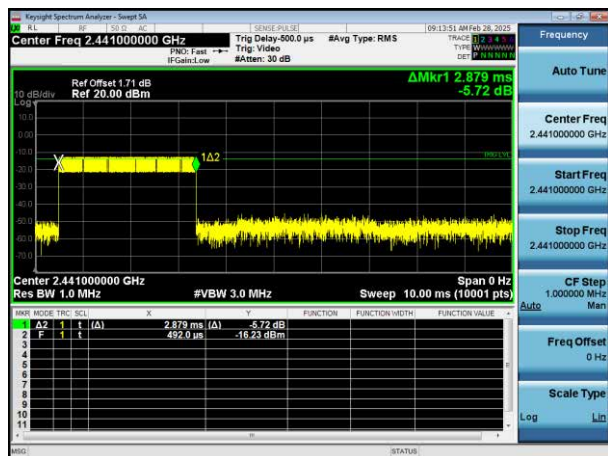 Keysight Spectrum Analyzer - Swept SA
RL RF 50 Ω AC SENSE:PULSE 09:13:51 AM Feb 28, 2025
Center Freq 2.441000000 GHz
PNO: Fast
IFGain:Low
Trig Delay-500.0 µs
Trig: Video
#Atten: 30 dB
#Avg Type: RMS
TRACE 1 2 3 4 5 6
TYPE WWWWWW
DET P NNNNN
Ref Offset 1.71 dB
Ref 20.00 dBm
10 dB/div
Log
ΔMkr1 2.879 ms
-5.72 dB
10.0
0.00
-10.0
-20.0
-30.0
-40.0
-50.0
-60.0
-70.0
1Δ2
TRIG LVL
Center 2.441000000 GHz
Span 0 Hz
Res BW 1.0 MHz
#VBW 3.0 MHz
Sweep 10.00 ms (10001 pts)
MKR MODE TRC SCL X Y FUNCTION FUNCTION WIDTH FUNCTION VALUE
1 Δ2 1 t (Δ) 2.879 ms (Δ) -5.72 dB
2 F 1 t 492.0 µs -16.23 dBm
3
4
5
6
7
8
9
10
11
MSG
STATUS
Frequency
Auto Tune
Center Freq
2.441000000 GHz
Start Freq
2.441000000 GHz
Stop Freq
2.441000000 GHz
CF Step
1.000000 MHz
Auto Man
Freq Offset
0 Hz
Scale Type
Log Lin